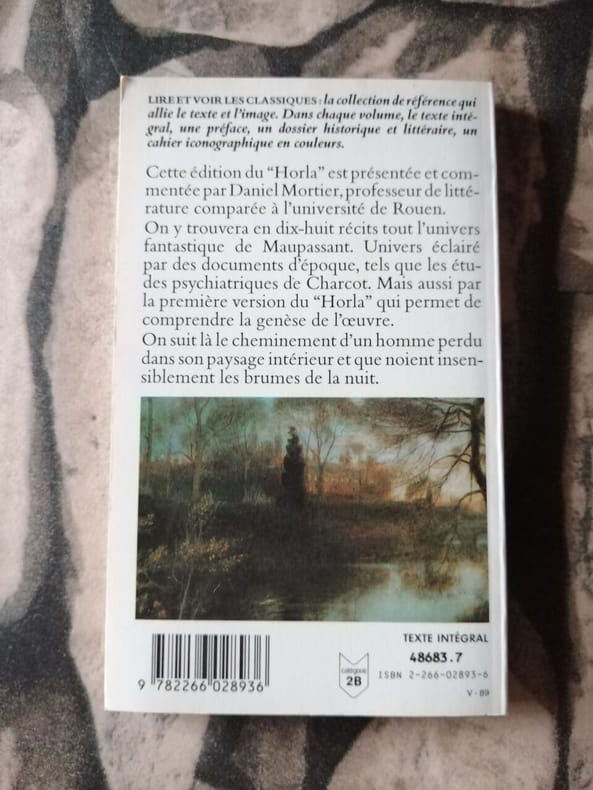 LIRE ET VOIR LES CLASSIQUES : la collection de référence qui
allie le texte et l'image. Dans chaque volume, le texte inté-
gral, une préface, un dossier historique et littéraire, un
cahier iconographique en couleurs.
Cette édition du "Horla" est présentée et com-
mentée par Daniel Mortier, professeur de litté-
rature comparée à l'université de Rouen.
On y trouvera en dix-huit récits tout l'univers
fantastique de Maupassant. Univers éclairé
par des documents d'époque, tels que les étu-
des psychiatriques de Charcot. Mais aussi par
la première version du "Horla" qui permet de
comprendre la genèse de l'œuvre.
On suit là le cheminement d'un homme perdu
dans son paysage intérieur et que noient insen-
siblement les brumes de la nuit.
TEXTE INTÉGRAL
48683.7
catégorie
2B
ISBN 2-266-02893-6
9 782266 028936
V - 89